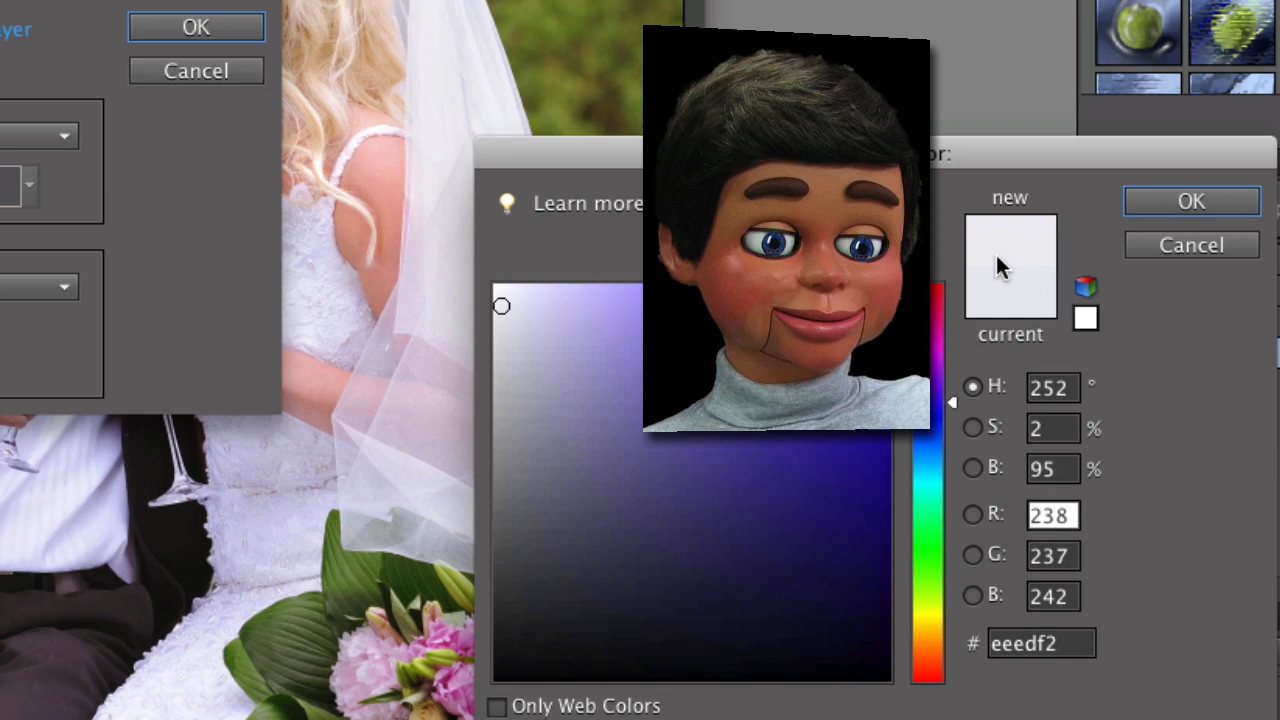 yer
OK
Cancel
or:
Learn more
new
OK
Cancel
current
H: 252 °
S: 2 %
B: 95 %
R: 238
G: 237
B: 242
# eeedf2
Only Web Colors